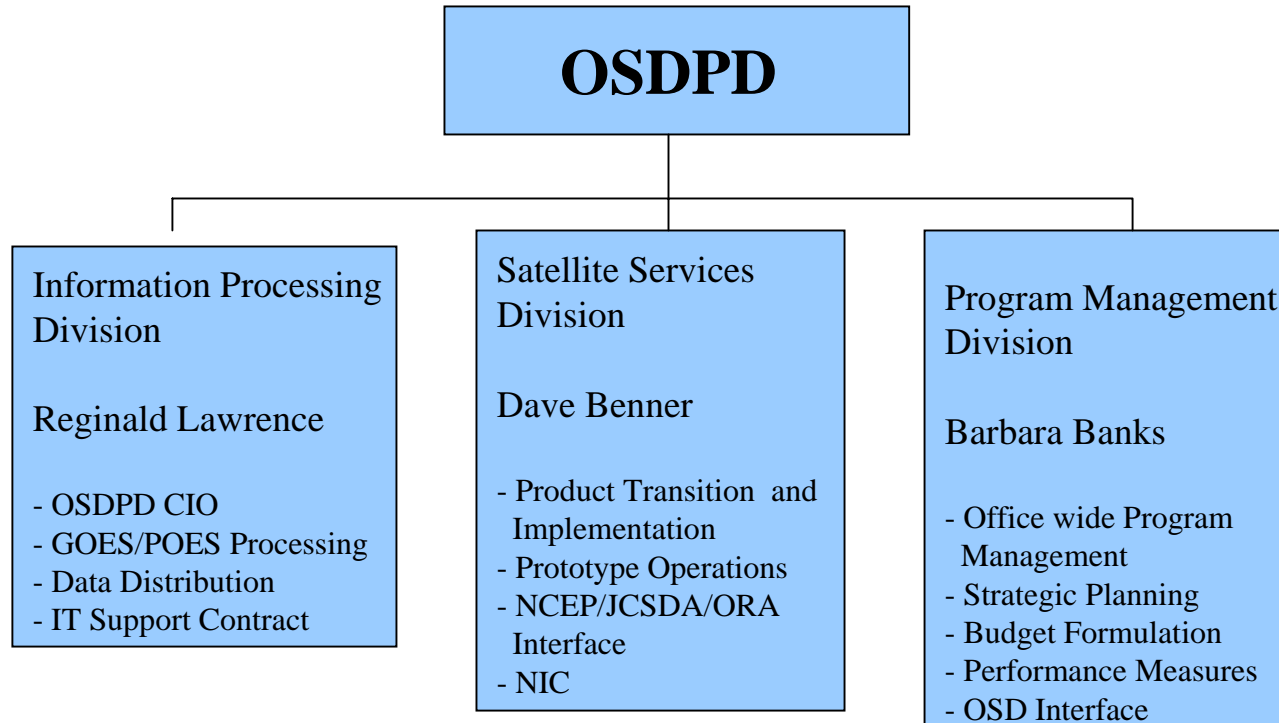 OSDPD
Information Processing
Division
Reginald Lawrence
- OSDPD CIO
- GOES/POES Processing
- Data Distribution
- IT Support Contract
Satellite Services
Division
Dave Benner
- Product Transition and
Implementation
- Prototype Operations
- NCEP/JCSDA/ORA
Interface
- NIC
Program Management
Division
Barbara Banks
- Office wide Program
Management
- Strategic Planning
- Budget Formulation
- Performance Measures
- OSD Interface